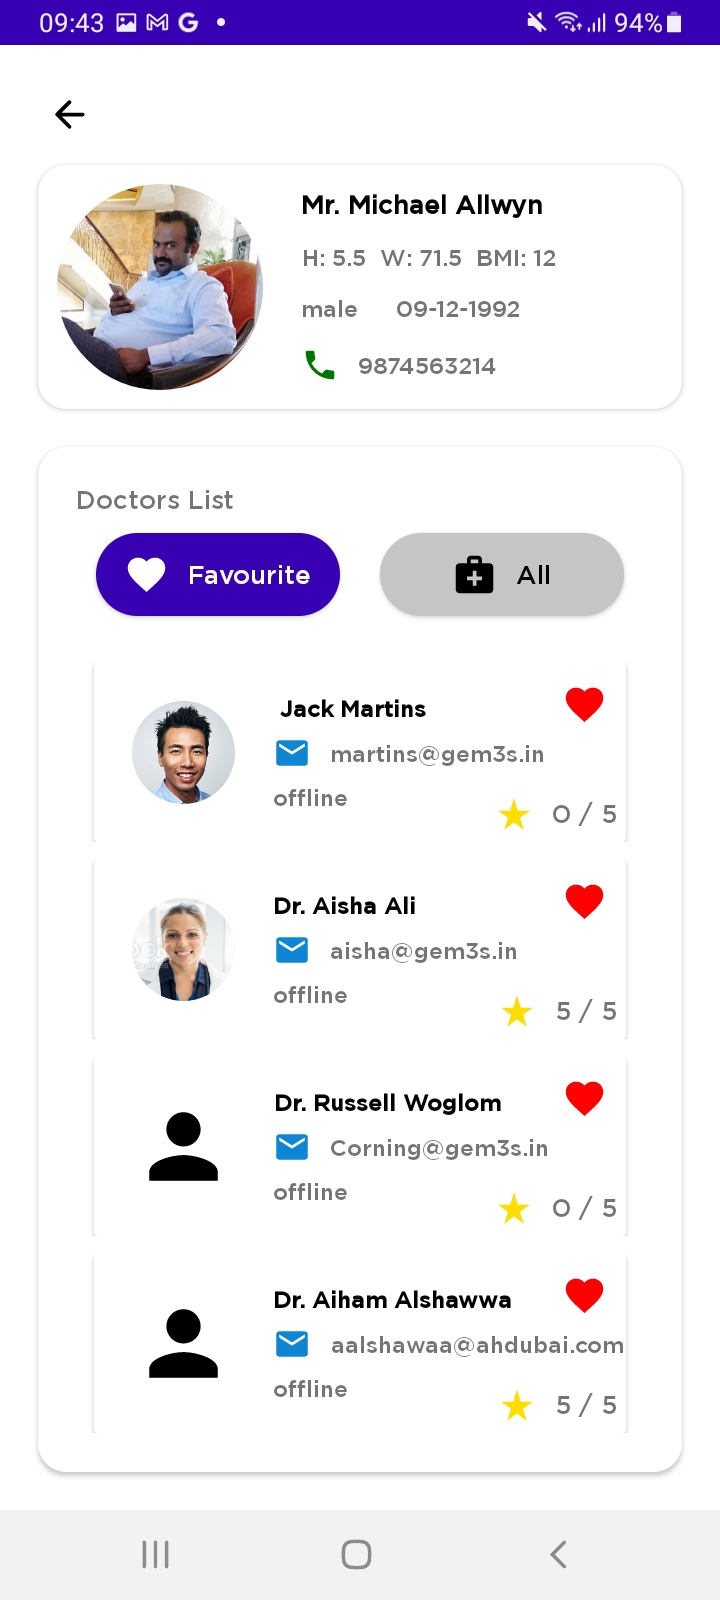 09:43
94%
Mr. Michael Allwyn
H: 5.5 W: 71.5 BMI: 12
male 09-12-1992
9874563214
Doctors List
Favourite All
Jack Martins
martins@gem3s.in
offline
0 / 5
Dr. Aisha Ali
aisha@gem3s.in
offline
5 / 5
Dr. Russell Woglom
Corning@gem3s.in
offline
0 / 5
Dr. Aiham Alshawwa
aalshawaa@ahdubai.com
offline
5 / 5